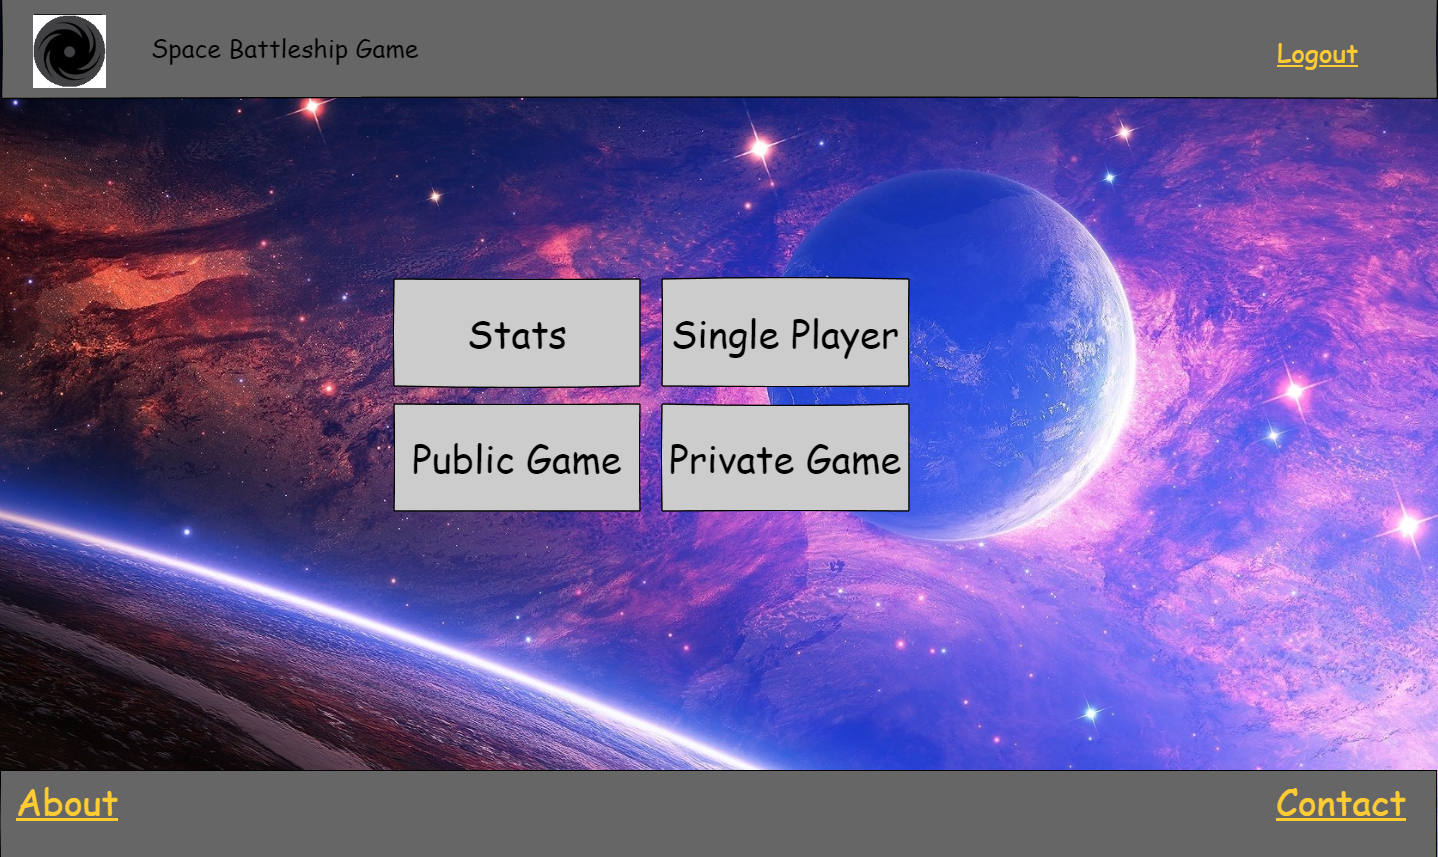 Space Battleship Game
Logout
Stats
Single Player
Public Game
Private Game
About
Contact